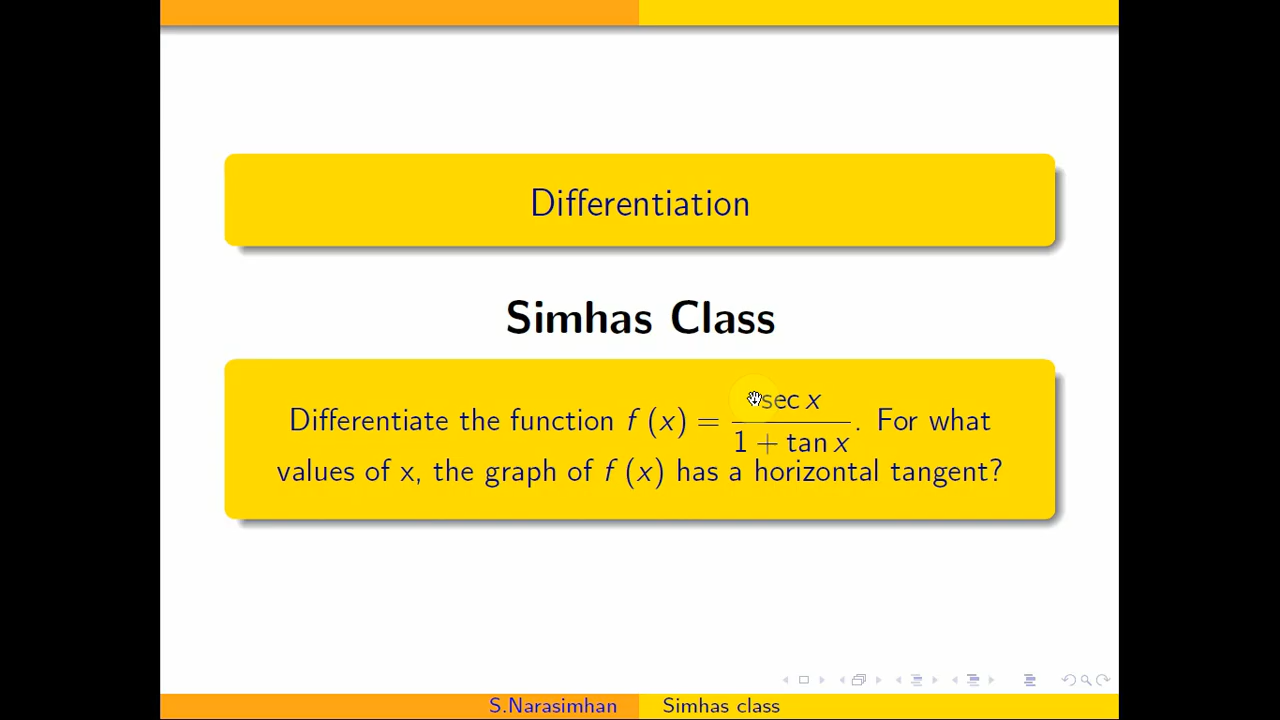 Differentiation
Simhas Class
Differentiate the function f (x) = sec x / 1 + tan x . For what
values of x, the graph of f (x) has a horizontal tangent?
S.Narasimhan Simhas class